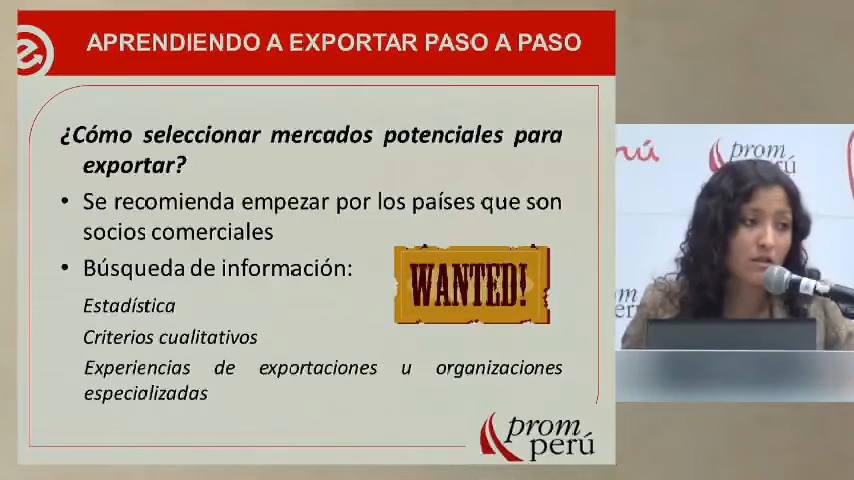 APRENDIENDO A EXPORTAR PASO A PASO
¿Cómo seleccionar mercados potenciales para
exportar?
• Se recomienda empezar por los países que son
socios comerciales
• Búsqueda de información:
WANTED!
Estadística
Criterios cualitativos
Experiencias de exportaciones u organizaciones
especializadas
prom
perú
prom
perú